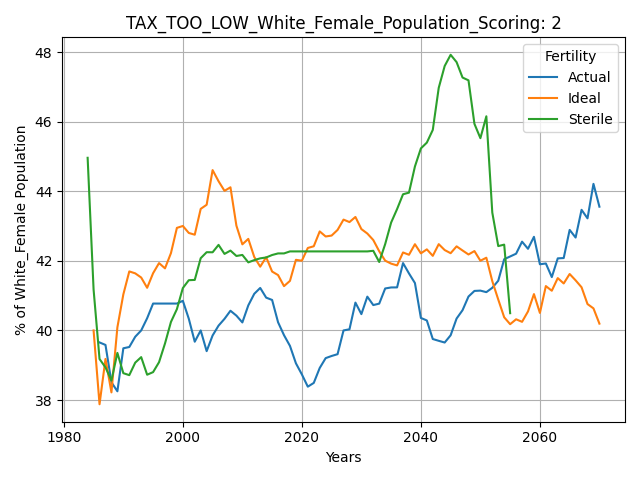 TAX_TOO_LOW_White_Female_Population_Scoring: 2
% of White_Female Population
48
46
44
42
40
38
Fertility
Actual
Ideal
Sterile
1980
2000
2020
2040
2060
Years